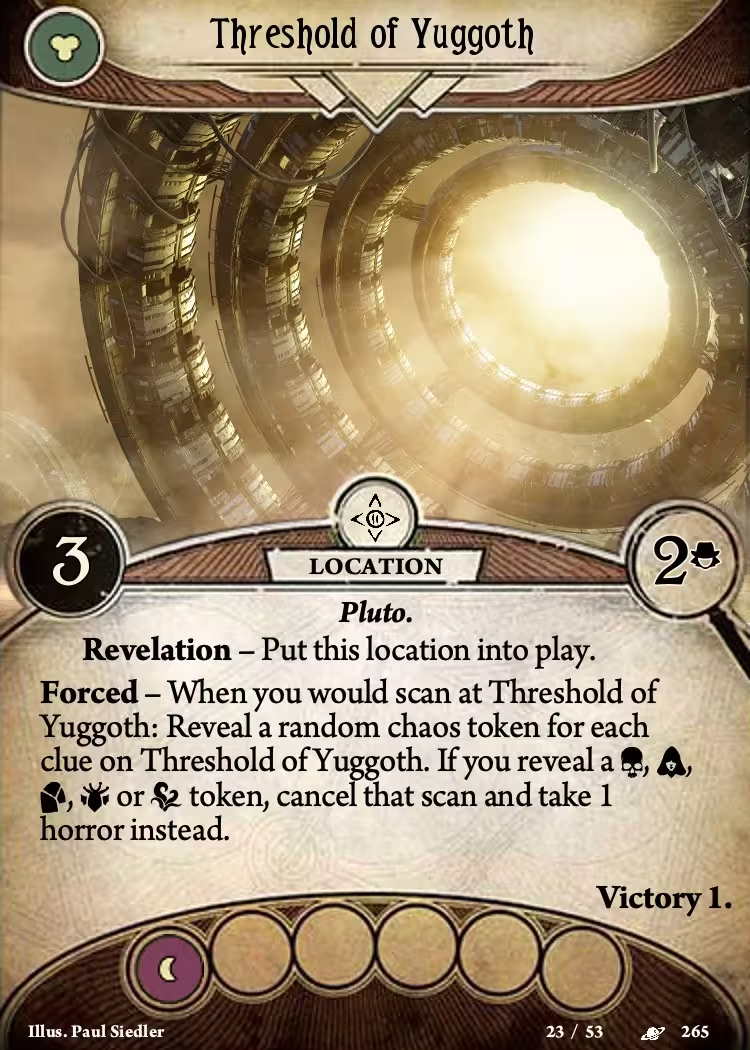 Threshold of Yuggoth
3
LOCATION
2
Pluto.
Revelation – Put this location into play.
Forced – When you would scan at Threshold of
Yuggoth: Reveal a random chaos token for each
clue on Threshold of Yuggoth. If you reveal a , ,
, or token, cancel that scan and take 1
horror instead.
Victory 1.
Illus. Paul Siedler
23 / 53
265